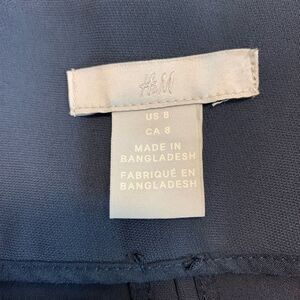 H&M
US 8
CA 8
MADE IN
BANGLADESH
FABRIQUÉ EN
BANGLADESH